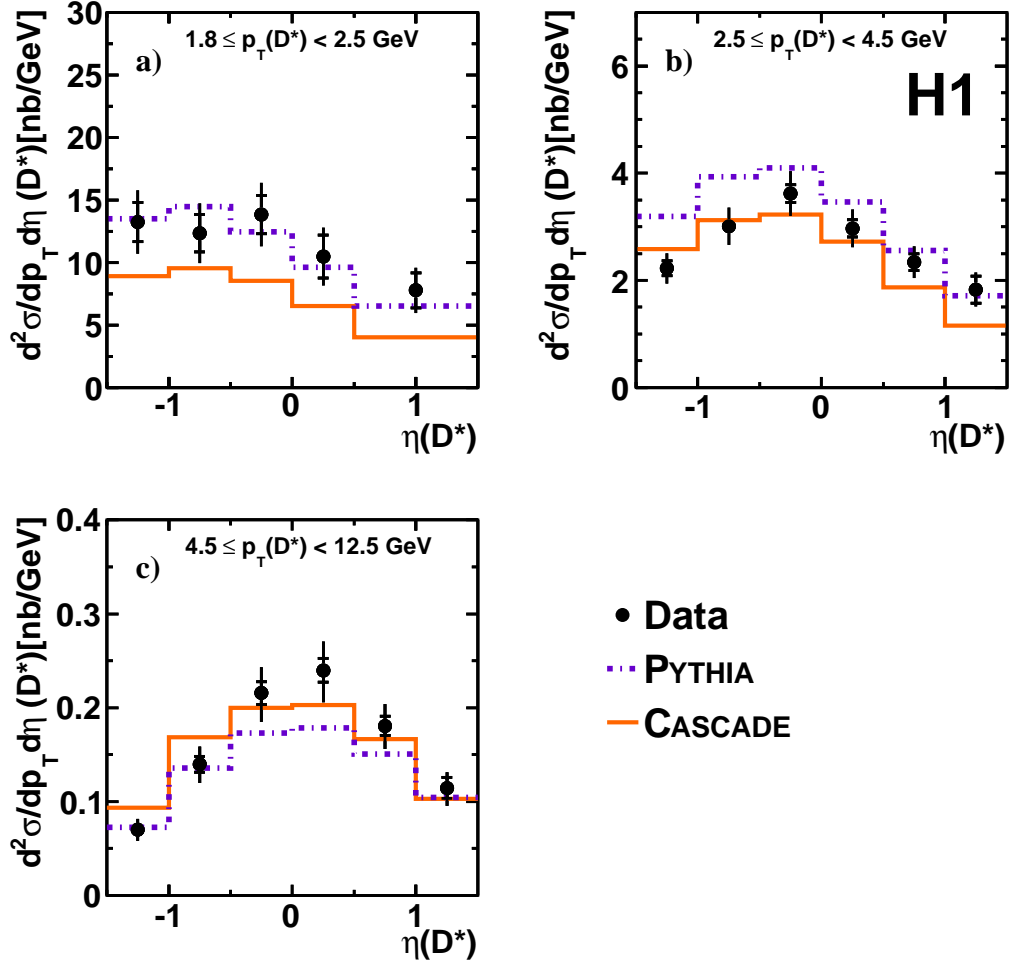 a)
1.8 ≤ p_T(D*) < 2.5 GeV
d²σ/dp_T dη (D*)[nb/GeV]
30
25
20
15
10
5
0
-1 0 1
η(D*)
b)
2.5 ≤ p_T(D*) < 4.5 GeV
H1
d²σ/dp_T dη (D*)[nb/GeV]
6
4
2
0
-1 0 1
η(D*)
c)
4.5 ≤ p_T(D*) < 12.5 GeV
d²σ/dp_T dη (D*)[nb/GeV]
0.4
0.3
0.2
0.1
0
-1 0 1
η(D*)
Data
PYTHIA
CASCADE